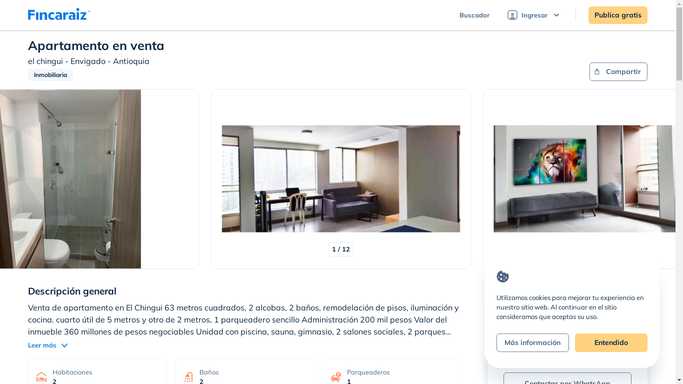 Fincaraiz
Buscador
Ingresar
Publica gratis
Apartamento en venta
el chingui - Envigado - Antioquia
Inmobiliaria
Compartir
1 / 12
Descripción general
Venta de apartamento en El Chingui 63 metros cuadrados, 2 alcobas, 2 baños, remodelación de pisos, iluminación y
cocina. cuarto útil de 5 metros y otro de 2 metros. 1 parqueadero sencillo Administración 200 mil pesos Valor del
inmueble 360 millones de pesos negociables Unidad con piscina, sauna, gimnasio, 2 salones sociales, 2 parques...
Leer más
Habitaciones
2
Baños
2
Parqueaderos
1
Utilizamos cookies para mejorar tu experiencia en
nuestro sitio web. Al continuar en el sitio
consideramos que aceptas su uso.
Más información
Entendido
Contactar por WhatsApp